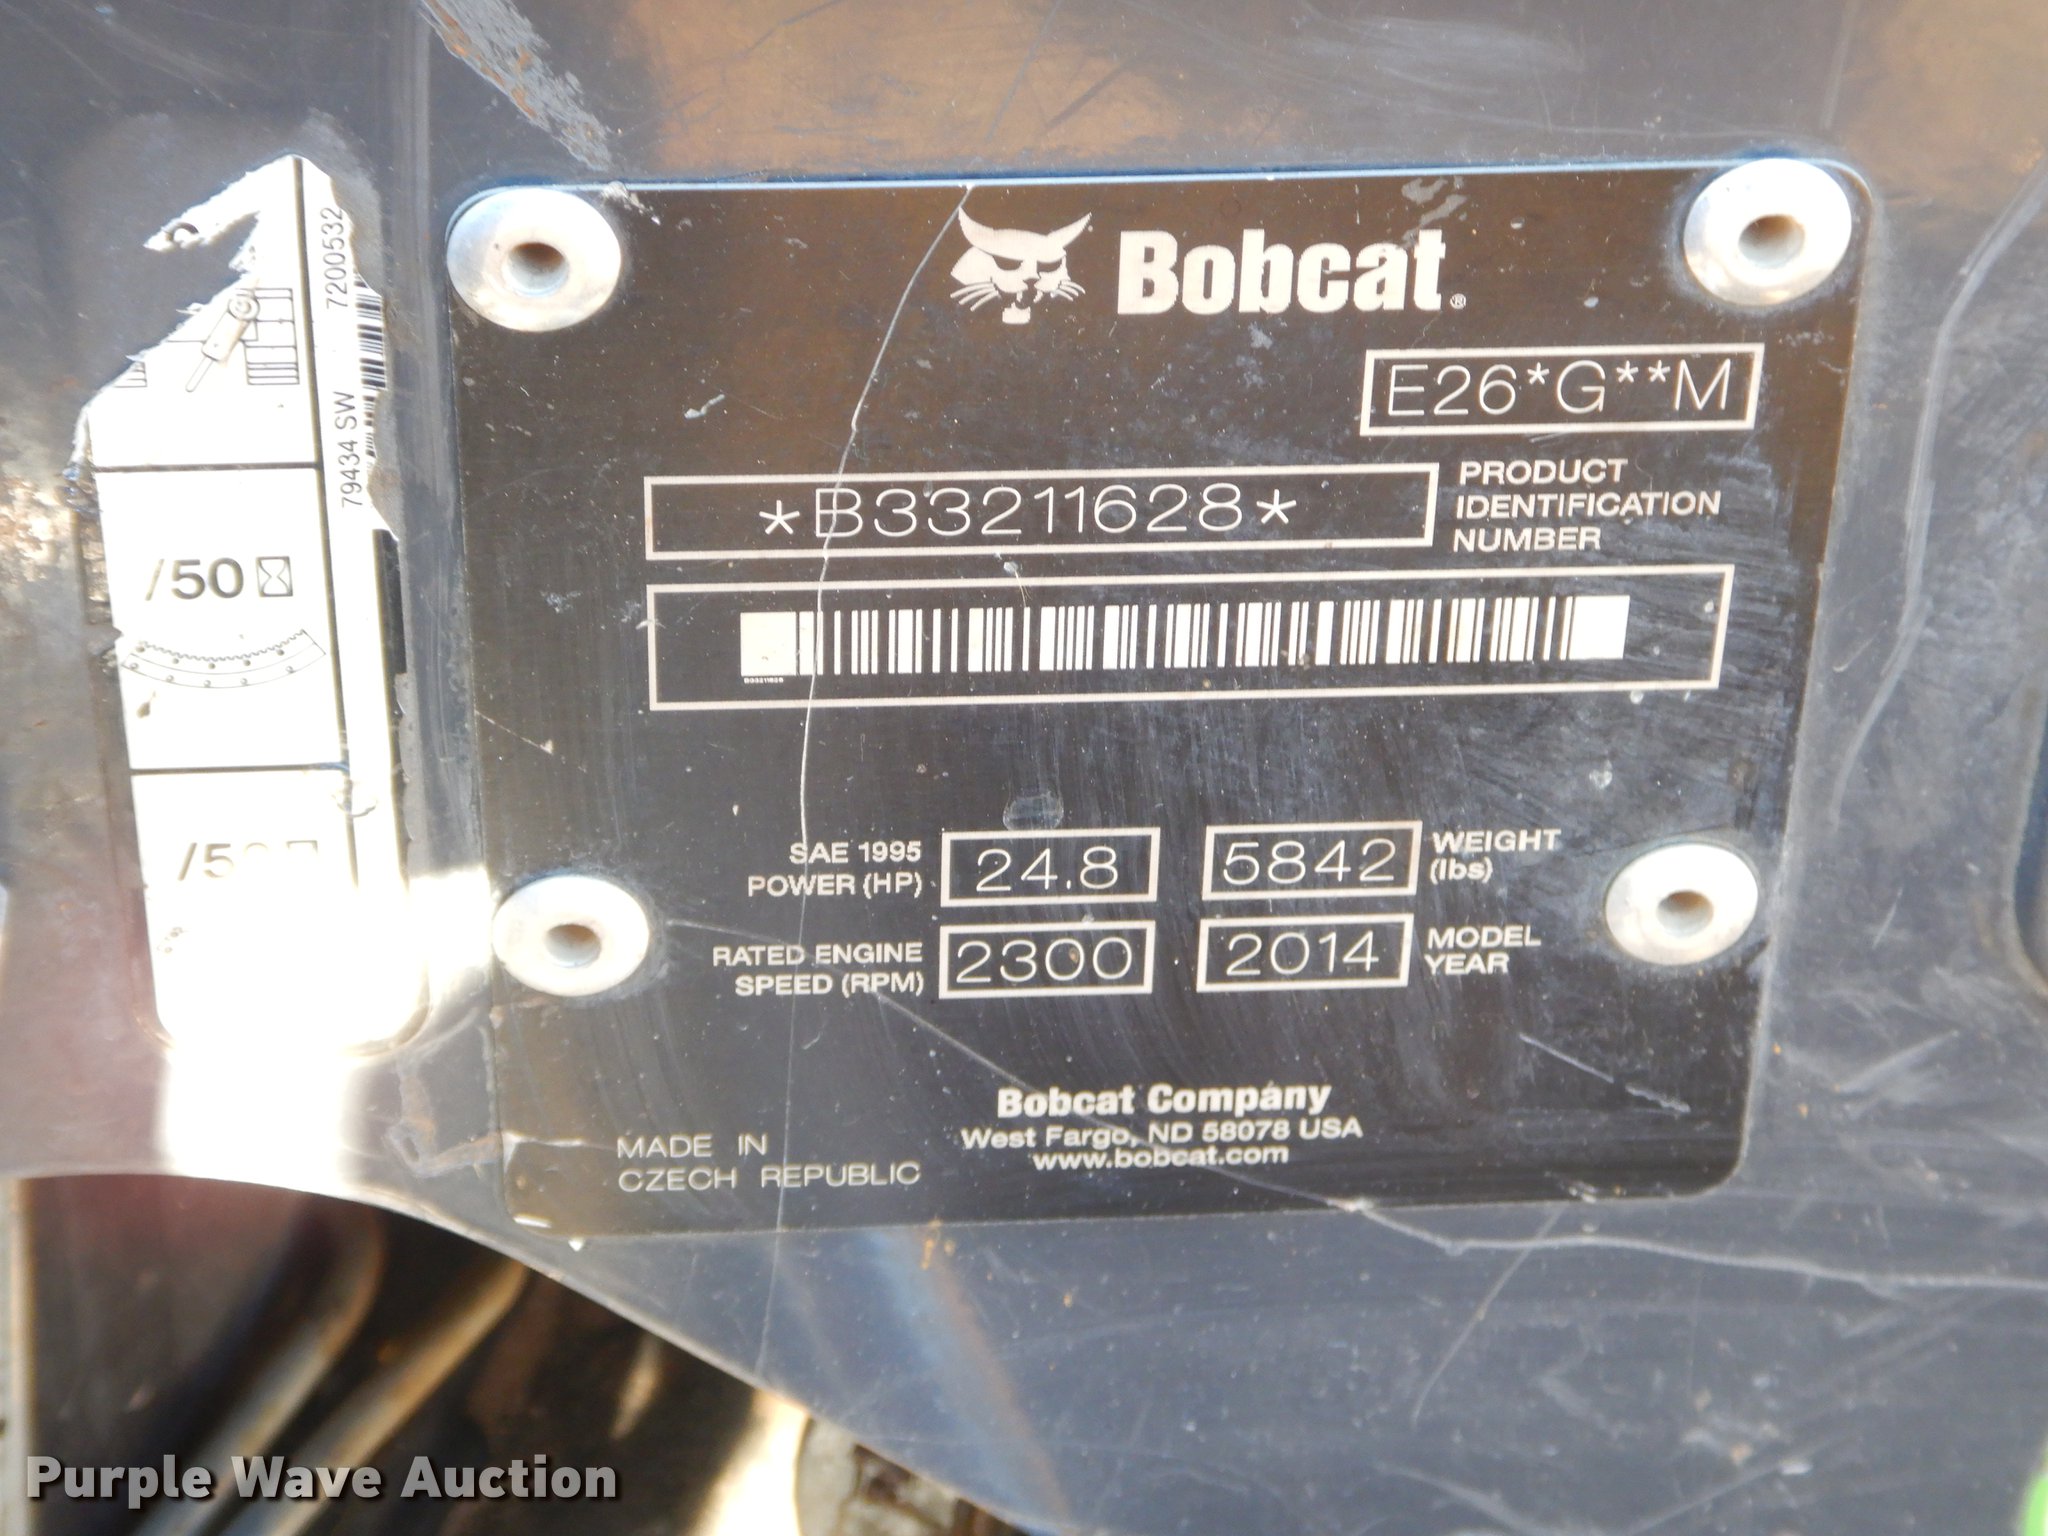 7200532
79434 SW
/50
Bobcat®
E26*G**M
*B33211628*
PRODUCT
IDENTIFICATION
NUMBER
B33211628
SAE 1995
POWER (HP)
24.8
5842
WEIGHT
(lbs)
RATED ENGINE
SPEED (RPM)
2300
2014
MODEL
YEAR
Bobcat Company
West Fargo, ND 58078 USA
www.bobcat.com
MADE IN
CZECH REPUBLIC
Purple Wave Auction